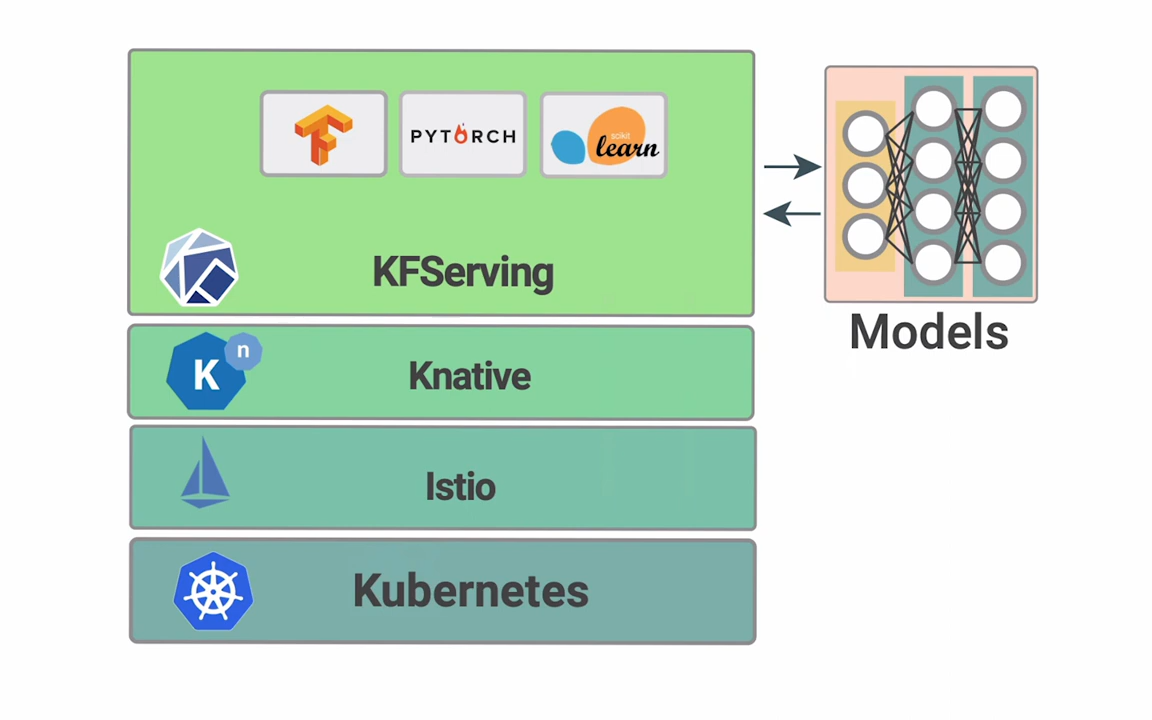 PYTORCH
scikit
learn
KFServing
Models
n
K
Knative
Istio
Kubernetes